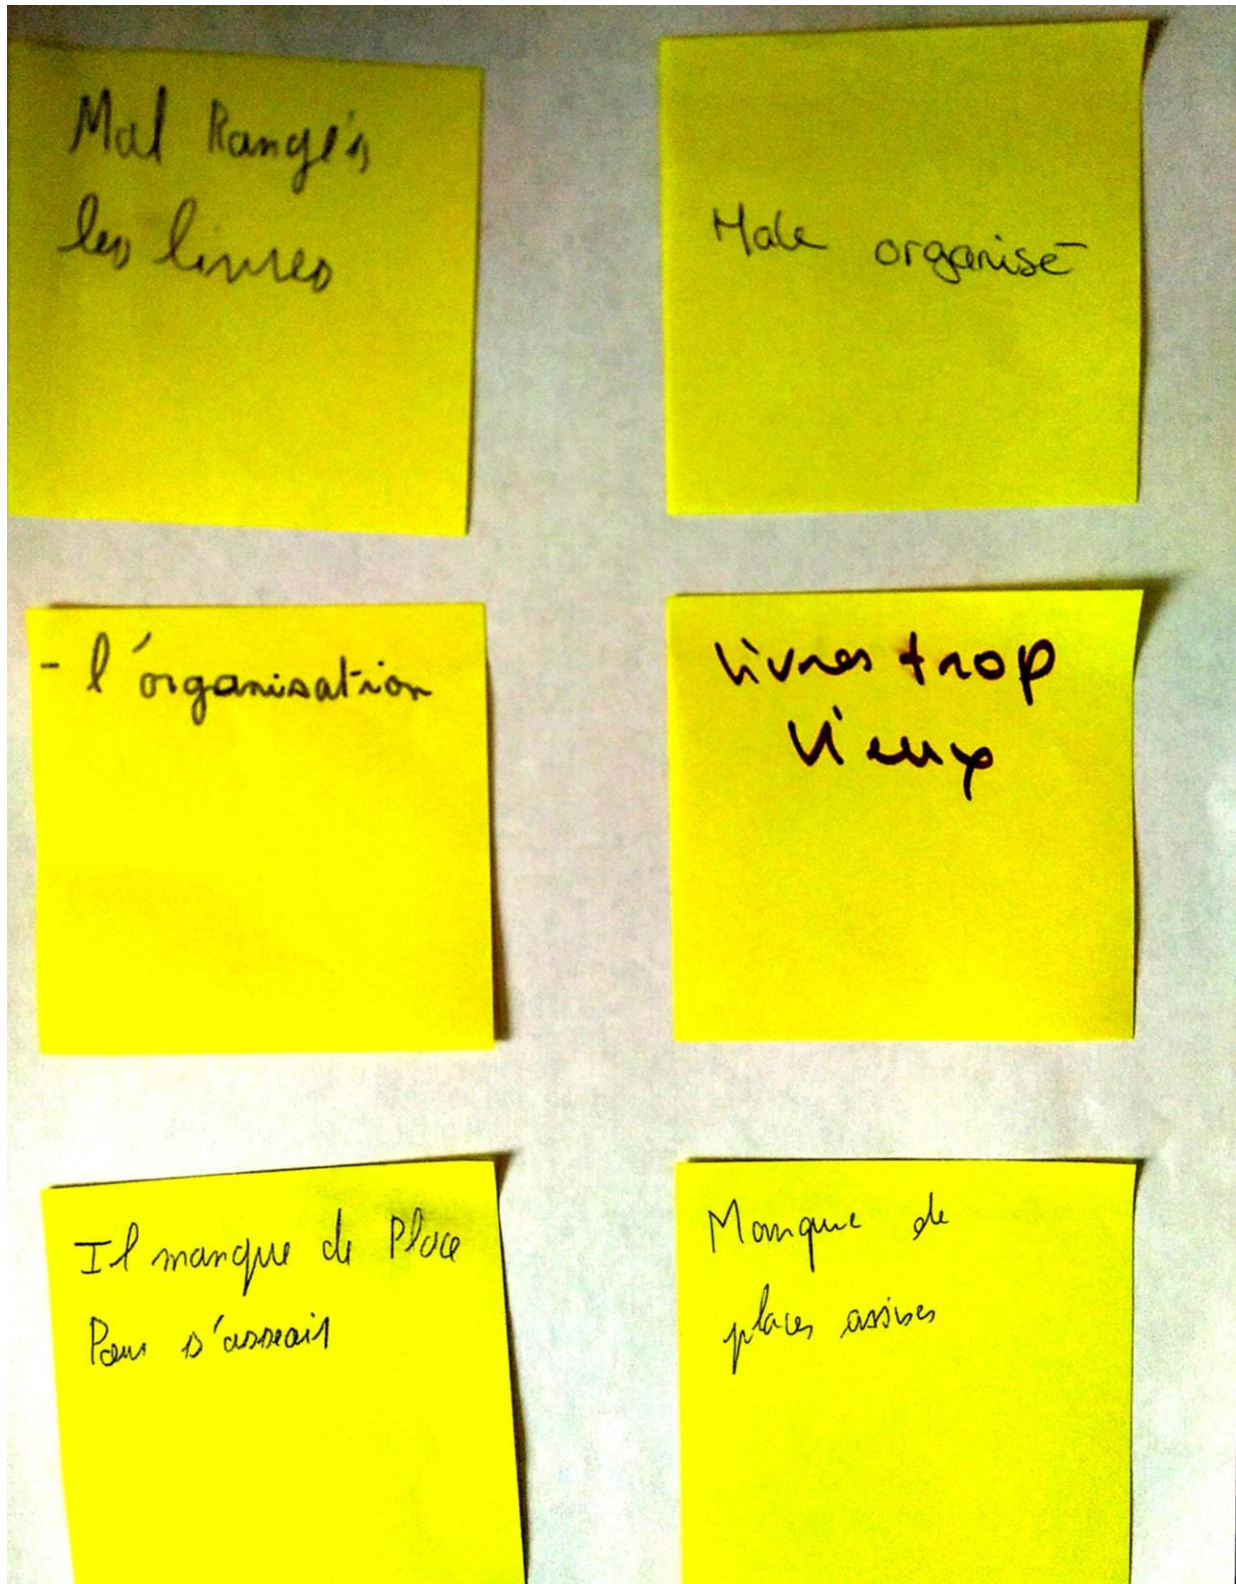 Mal Rangés
les livres
Male organisé
- l'organisation
livres trop
vieux
Il manque de Place
Pour s'asseoir
Manque de
places assises